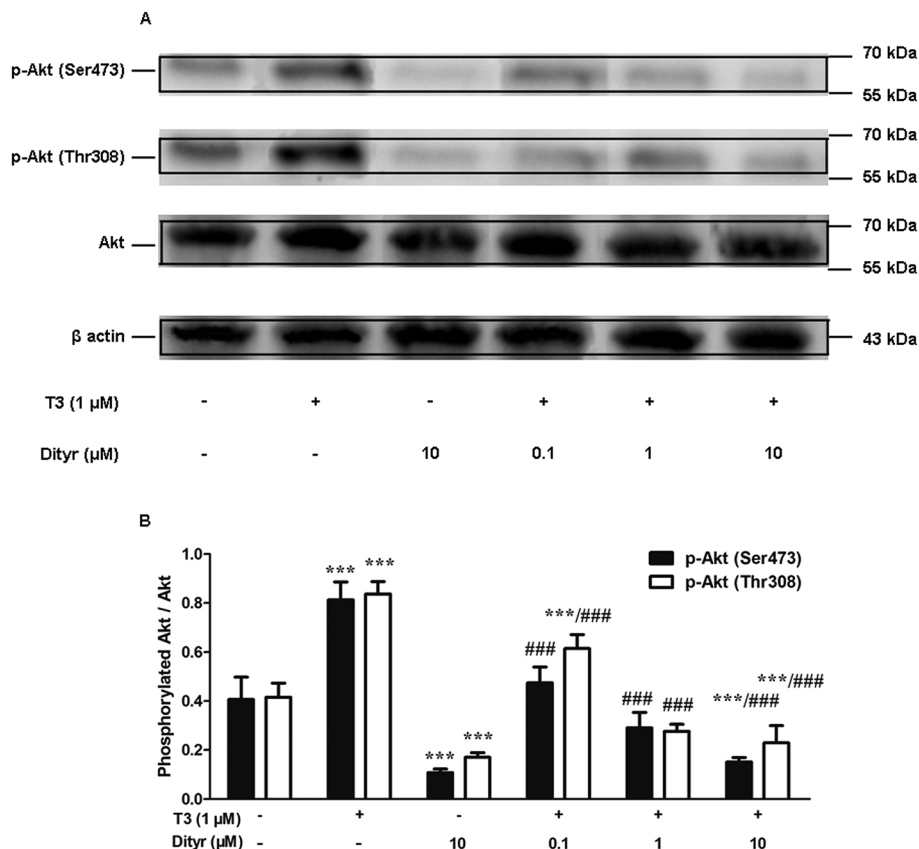 A
p-Akt (Ser473)
70 kDa
55 kDa
p-Akt (Thr308)
70 kDa
55 kDa
Akt
70 kDa
55 kDa
β actin
43 kDa
T3 (1 µM) - + - + + +
Dityr (µM) - - 10 0.1 1 10
B
Phosphorylated Akt / Akt
1.0
0.8
0.6
0.4
0.2
0.0
p-Akt (Ser473)
p-Akt (Thr308)
*** ***
*** ***
### ***/###
### ###
***/### ***/###
T3 (1 µM) - + - + + +
Dityr (µM) - - 10 0.1 1 10